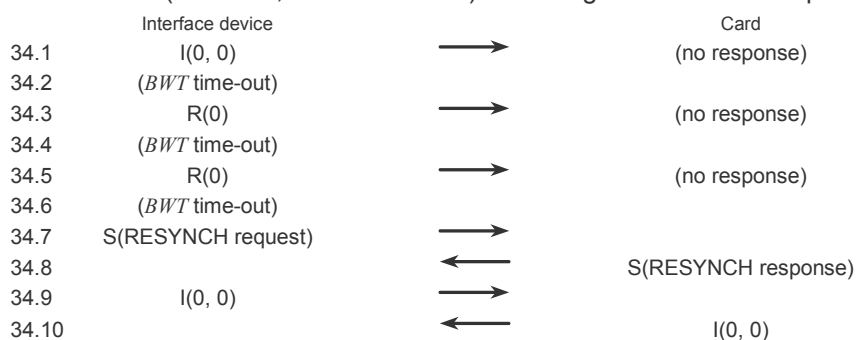 Interface device Card
34.1 I(0, 0) (no response)
34.2 (BWT time-out)
34.3 R(0) (no response)
34.4 (BWT time-out)
34.5 R(0) (no response)
34.6 (BWT time-out)
34.7 S(RESYNCH request)
34.8 S(RESYNCH response)
34.9 I(0, 0)
34.10 I(0, 0)